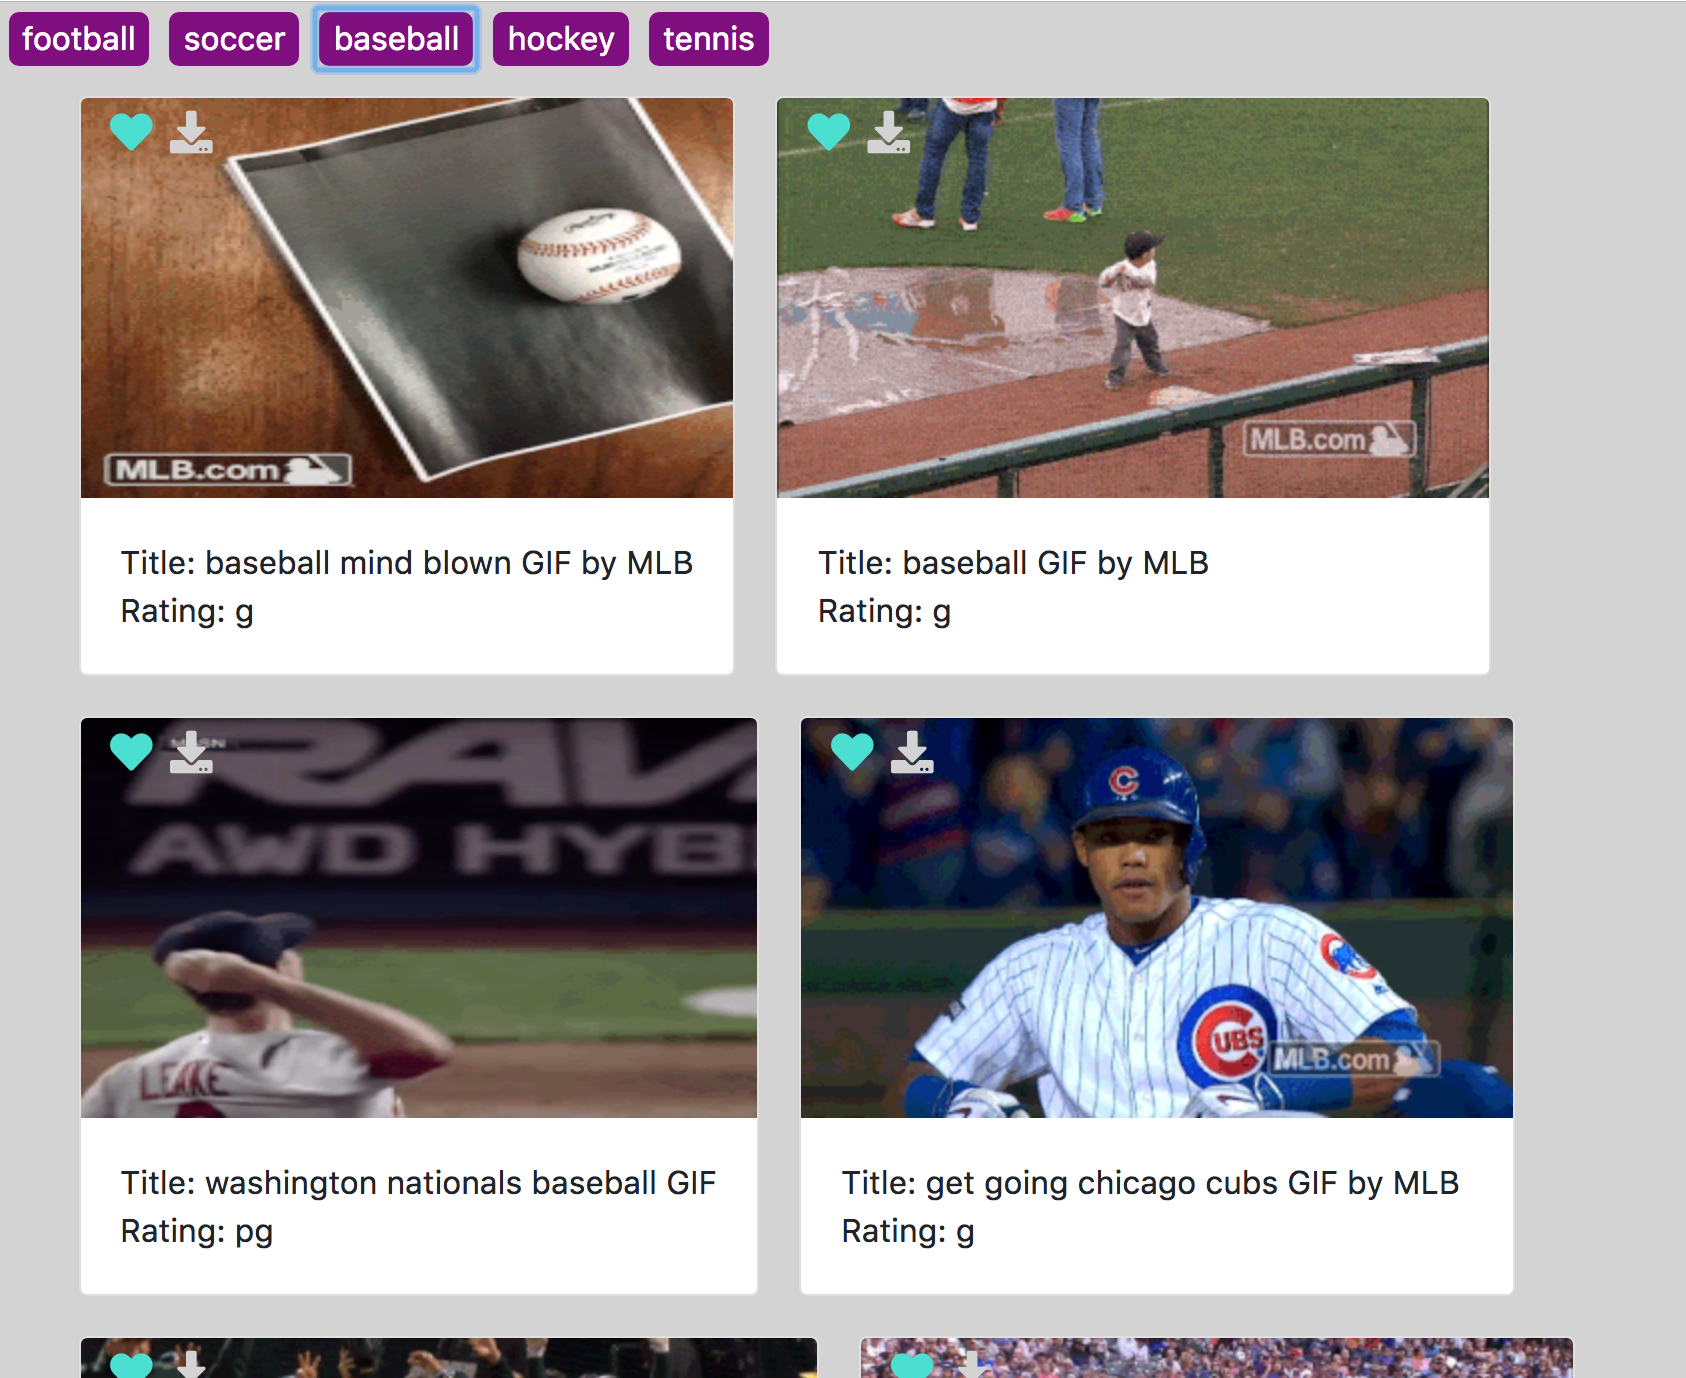 football
soccer
baseball
hockey
tennis
MLB.com
MLB.com
Title: baseball mind blown GIF by MLB
Rating: g
Title: baseball GIF by MLB
Rating: g
AWD HYB
LEAKE
C
CUBS
MLB.com
Title: washington nationals baseball GIF
Rating: pg
Title: get going chicago cubs GIF by MLB
Rating: g